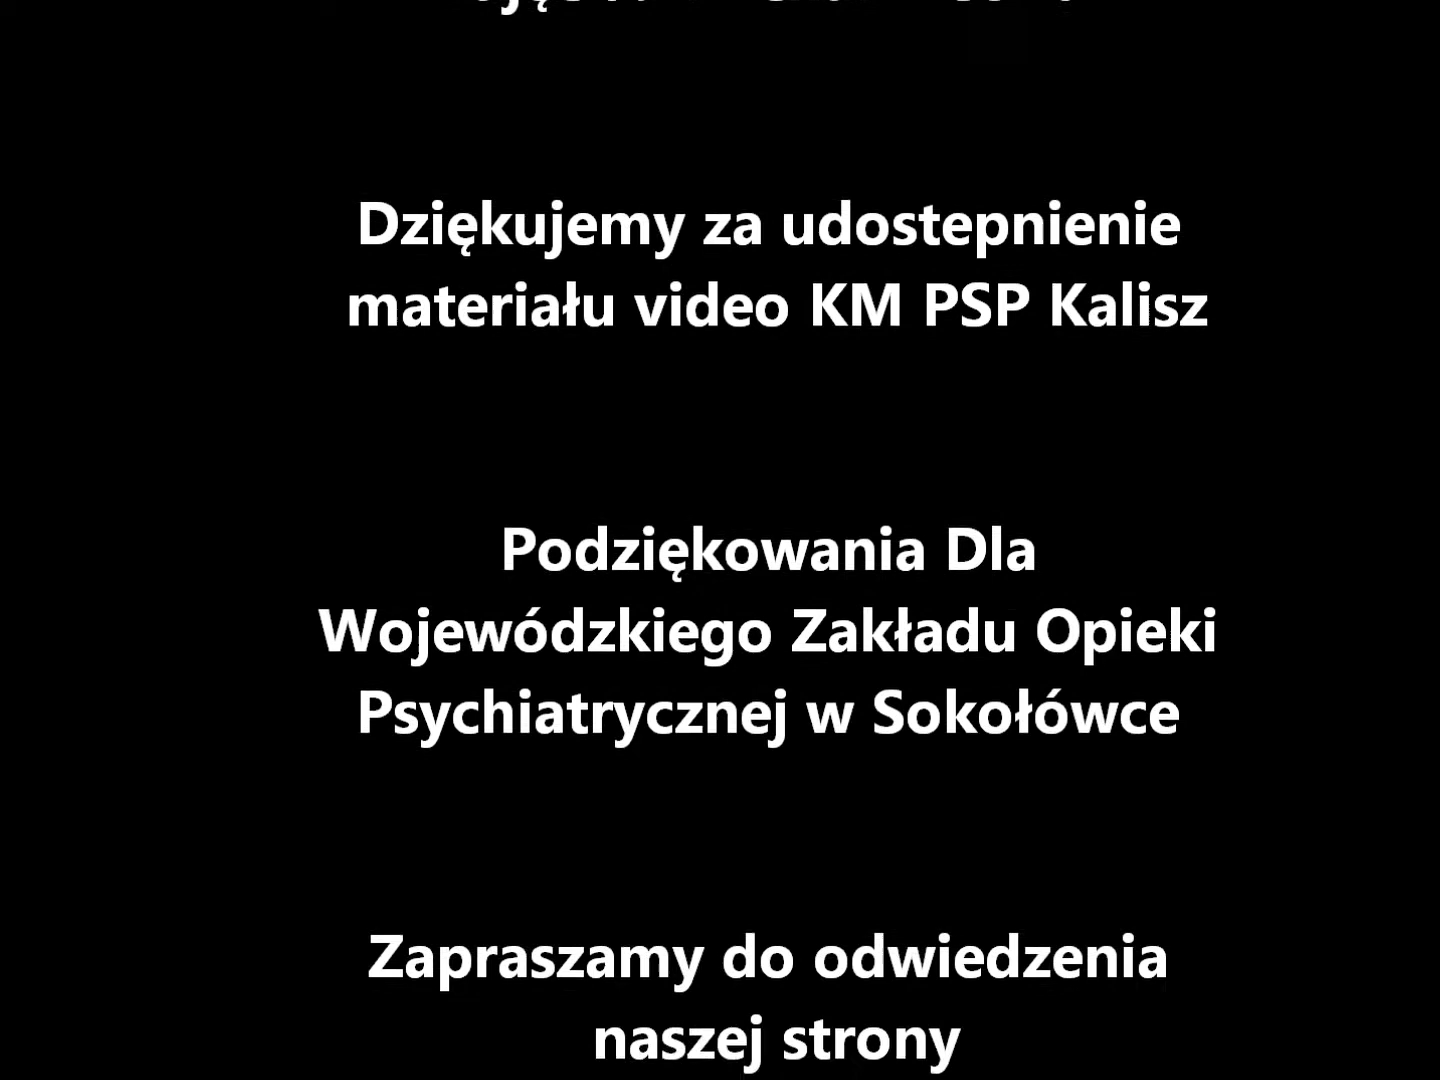 Dziękujemy za udostepnienie
materiału video KM PSP Kalisz
Podziękowania Dla
Wojewódzkiego Zakładu Opieki
Psychiatrycznej w Sokołówce
Zapraszamy do odwiedzenia
naszej strony